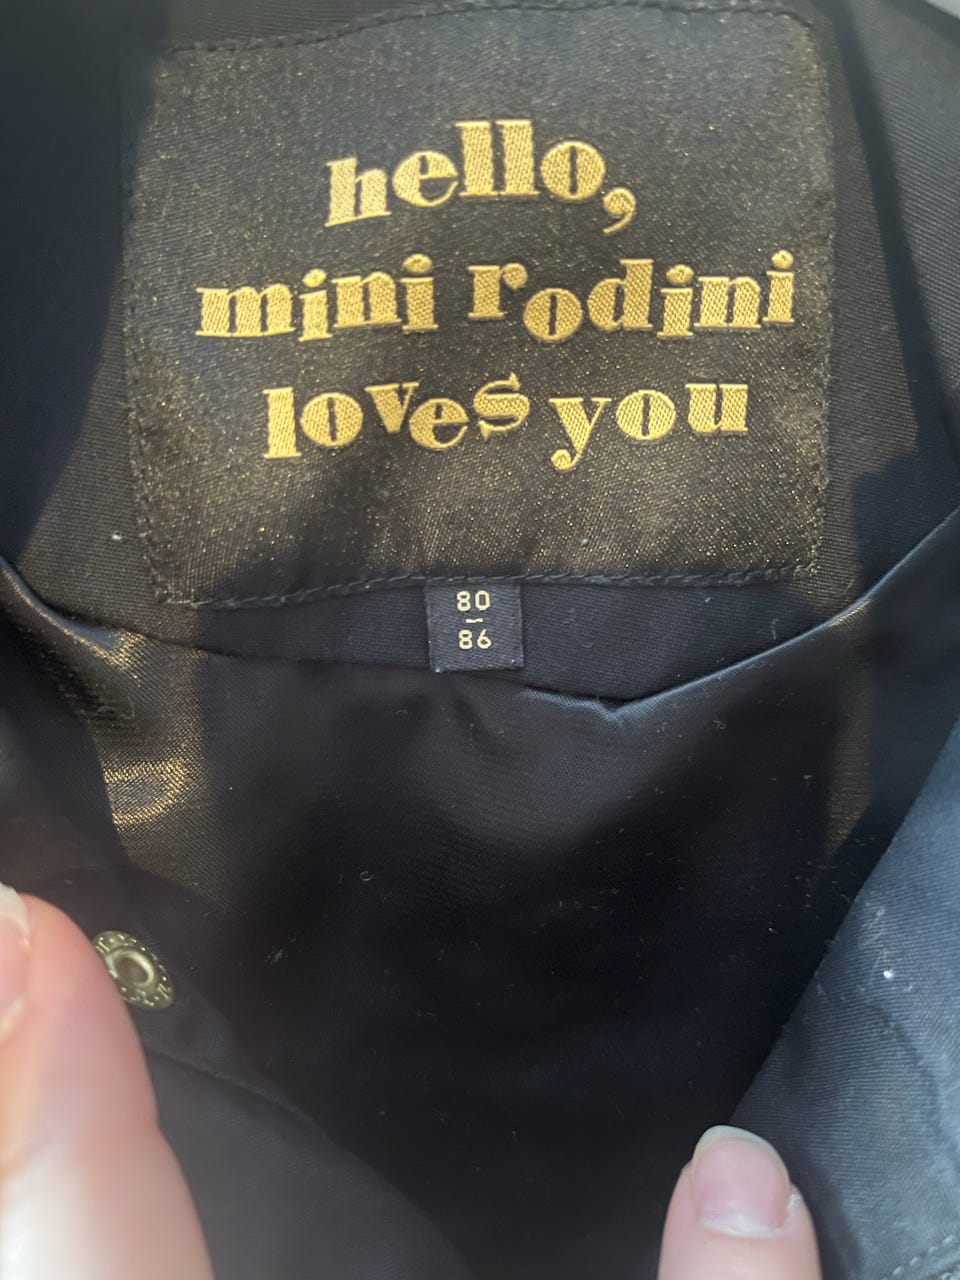 hello,
mini rodini
loves you
80
–
86